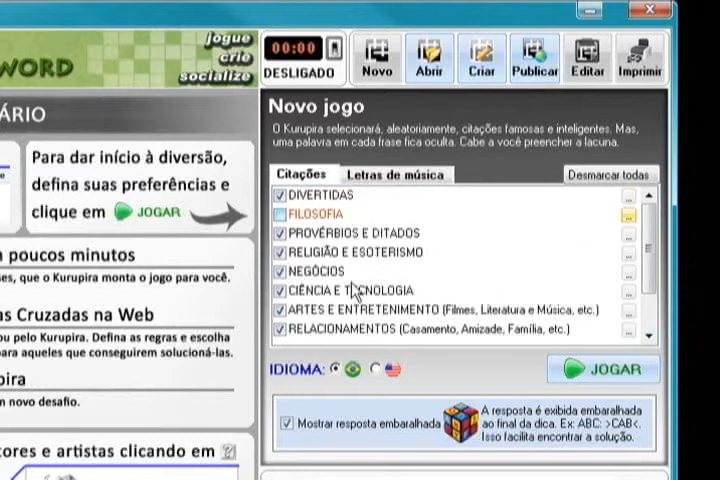 WORD
jogue
crie
socialize
00:00
DESLIGADO
Novo
Abrir
Criar
Publicar
Editar
Imprimir
ÁRIO
Para dar início à diversão,
defina suas preferências e
clique em JOGAR
poucos minutos
ses, que o Kurupira monta o jogo para você.
as Cruzadas na Web
ou pelo Kurupira. Defina as regras e escolha
para aqueles que conseguirem solucioná-las.
pira
m novo desafio.
tores e artistas clicando em
Novo jogo
O Kurupira selecionará, aleatoriamente, citações famosas e inteligentes. Mas,
uma palavra em cada frase fica oculta. Cabe a você preencher a lacuna.
Citações
Letras de música
Desmarcar todas
DIVERTIDAS
FILOSOFIA
PROVÉRBIOS E DITADOS
RELIGIÃO E ESOTERISMO
NEGÓCIOS
CIÊNCIA E TECNOLOGIA
ARTES E ENTRETENIMENTO (Filmes, Literatura e Música, etc.)
RELACIONAMENTOS (Casamento, Amizade, Família, etc.)
IDIOMA:
JOGAR
Mostrar resposta embaralhada
A resposta é exibida embaralhada
ao final da dica. Ex: ABC: >CAB<.
Isso facilita encontrar a solução.